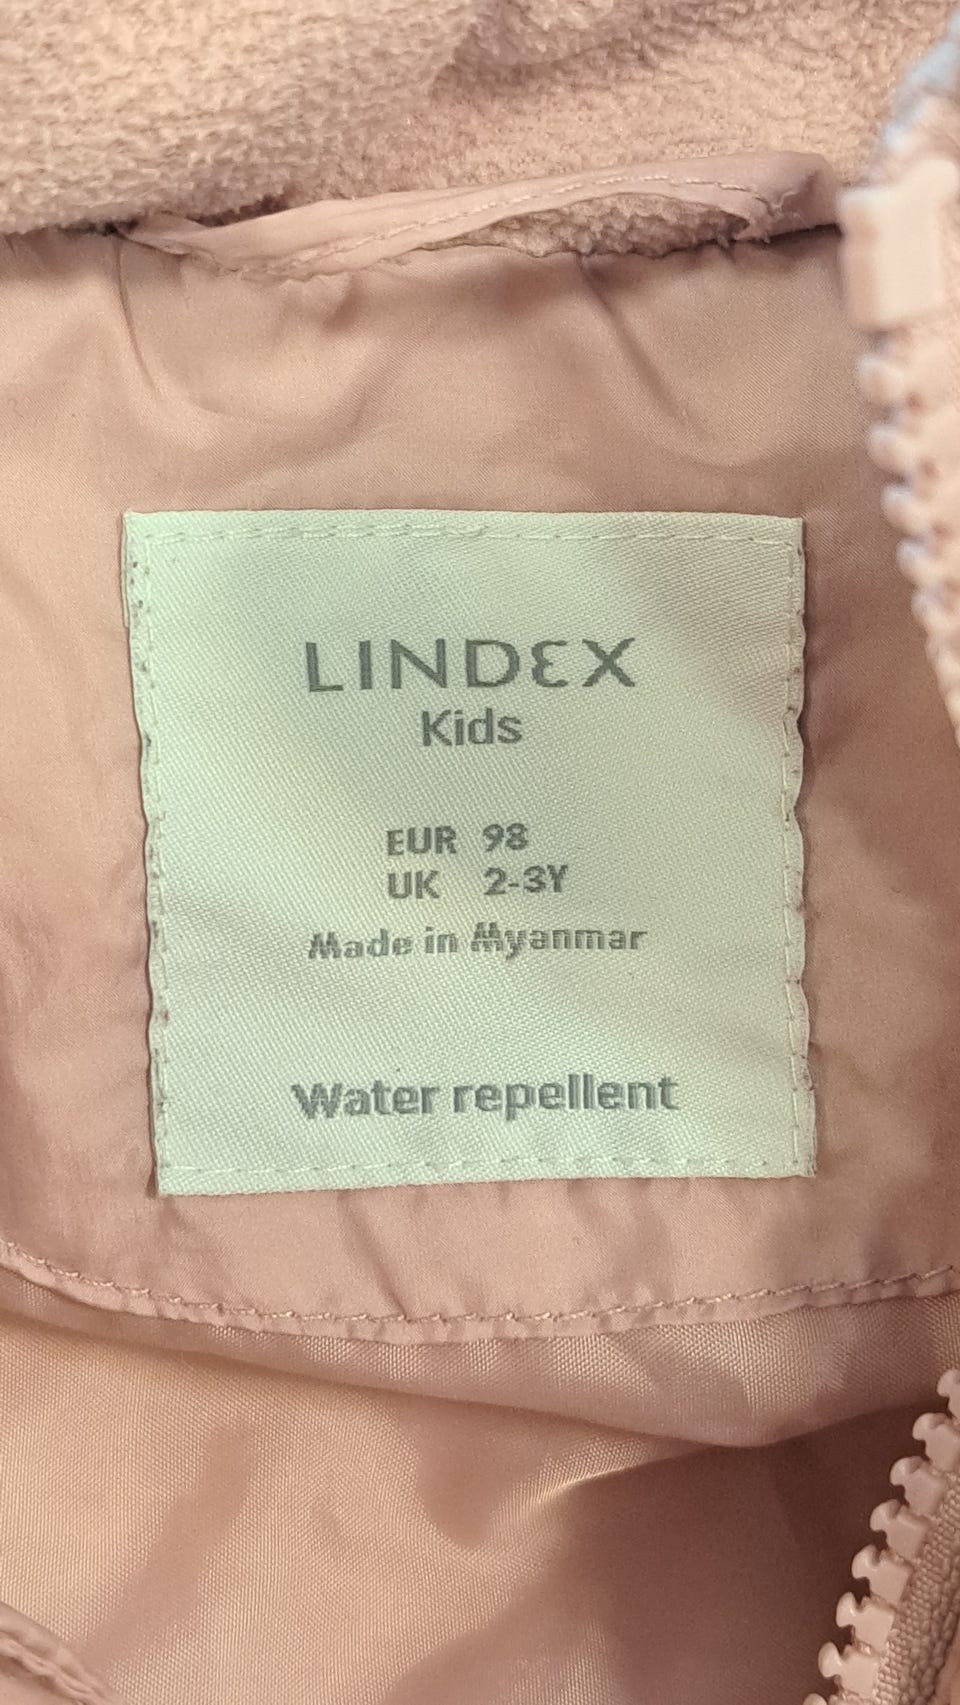 LINDEX
Kids
EUR 98
UK 2-3Y
Made in Myanmar
Water repellent